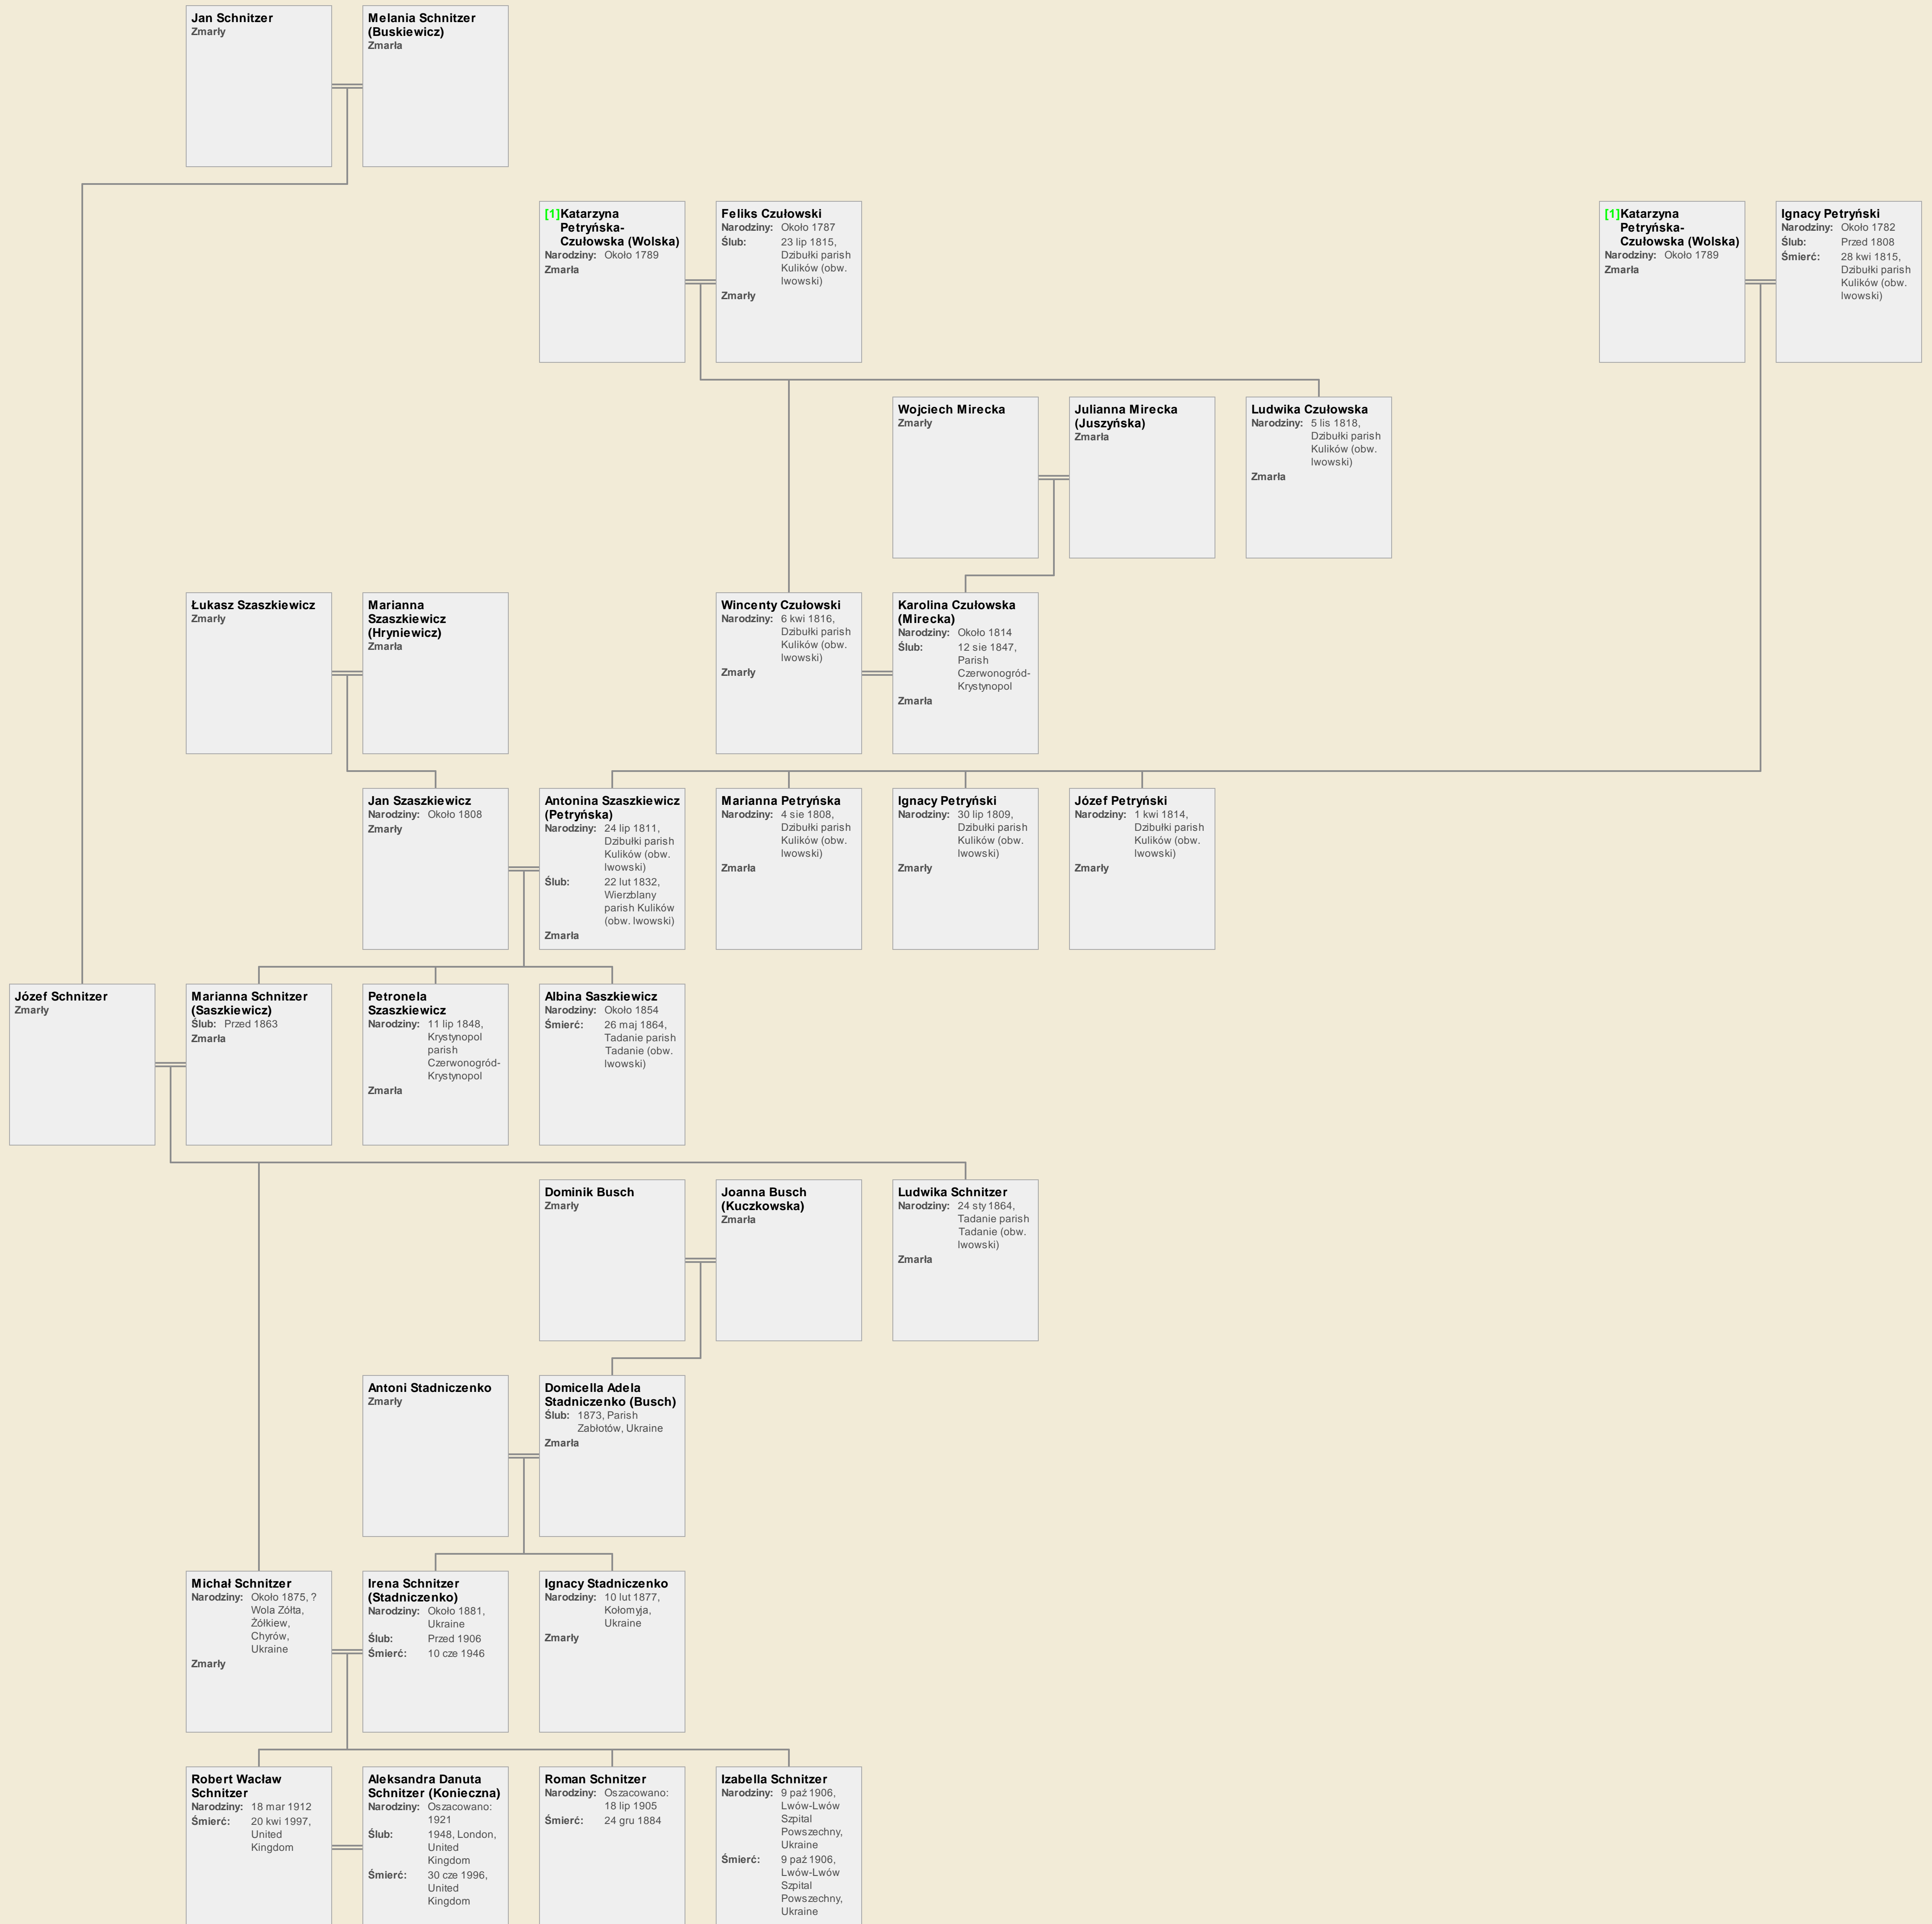 Jan Schnitzer
Zmarły
Melania Schnitzer
(Buskiewicz)
Zmarła
[1]Katarzyna
Petryńska-
Czułowska (Wolska)
Narodziny: Około 1789
Zmarła
Feliks Czułowski
Narodziny: Około 1787
Ślub: 23 lip 1815,
Dzibułki parish
Kulików (obw.
lwowski)
Zmarły
[1]Katarzyna
Petryńska-
Czułowska (Wolska)
Narodziny: Około 1789
Zmarła
Ignacy Petryński
Narodziny: Około 1782
Ślub: Przed 1808
Śmierć: 28 kwi 1815,
Dzibułki parish
Kulików (obw.
lwowski)
Wojciech Mirecka
Zmarły
Julianna Mirecka
(Juszyńska)
Zmarła
Ludwika Czułowska
Narodziny: 5 lis 1818,
Dzibułki parish
Kulików (obw.
lwowski)
Zmarła
Łukasz Szaszkiewicz
Zmarły
Marianna
Szaszkiewicz
(Hryniewicz)
Zmarła
Wincenty Czułowski
Narodziny: 6 kwi 1816,
Dzibułki parish
Kulików (obw.
lwowski)
Zmarły
Karolina Czułowska
(Mirecka)
Narodziny: Około 1814
Ślub: 12 sie 1847,
Parish
Czerwonogród-
Krystynopol
Zmarła
Jan Szaszkiewicz
Narodziny: Około 1808
Zmarły
Antonina Szaszkiewicz
(Petryńska)
Narodziny: 24 lip 1811,
Dzibułki parish
Kulików (obw.
lwowski)
Ślub: 22 lut 1832,
Wierzblany
parish Kulików
(obw. lwowski)
Zmarła
Marianna Petryńska
Narodziny: 4 sie 1808,
Dzibułki parish
Kulików (obw.
lwowski)
Zmarła
Ignacy Petryński
Narodziny: 30 lip 1809,
Dzibułki parish
Kulików (obw.
lwowski)
Zmarły
Józef Petryński
Narodziny: 1 kwi 1814,
Dzibułki parish
Kulików (obw.
lwowski)
Zmarły
Józef Schnitzer
Zmarły
Marianna Schnitzer
(Saszkiewicz)
Ślub: Przed 1863
Zmarła
Petronela
Szaszkiewicz
Narodziny: 11 lip 1848,
Krystynopol
parish
Czerwonogród-
Krystynopol
Zmarła
Albina Saszkiewicz
Narodziny: Około 1854
Śmierć: 26 maj 1864,
Tadanie parish
Tadanie (obw.
lwowski)
Dominik Busch
Zmarły
Joanna Busch
(Kuczkowska)
Zmarła
Ludwika Schnitzer
Narodziny: 24 sty 1864,
Tadanie parish
Tadanie (obw.
lwowski)
Zmarła
Antoni Stadniczenko
Zmarły
Domicella Adela
Stadniczenko (Busch)
Ślub: 1873, Parish
Zabłotów, Ukraine
Zmarła
Michał Schnitzer
Narodziny: Około 1875, ?
Wola Zółta,
Żółkiew,
Chyrów,
Ukraine
Zmarły
Irena Schnitzer
(Stadniczenko)
Narodziny: Około 1881,
Ukraine
Ślub: Przed 1906
Śmierć: 10 cze 1946
Ignacy Stadniczenko
Narodziny: 10 lut 1877,
Kołomyja,
Ukraine
Zmarły
Robert Wacław
Schnitzer
Narodziny: 18 mar 1912
Śmierć: 20 kwi 1997,
United
Kingdom
Aleksandra Danuta
Schnitzer (Konieczna)
Narodziny: Oszacowano:
1921
Ślub: 1948, London,
United
Kingdom
Śmierć: 30 cze 1996,
United
Kingdom
Roman Schnitzer
Narodziny: Oszacowano:
18 lip 1905
Śmierć: 24 gru 1884
Izabella Schnitzer
Narodziny: 9 paź 1906,
Lwów-Lwów
Szpital
Powszechny,
Ukraine
Śmierć: 9 paź 1906,
Lwów-Lwów
Szpital
Powszechny,
Ukraine